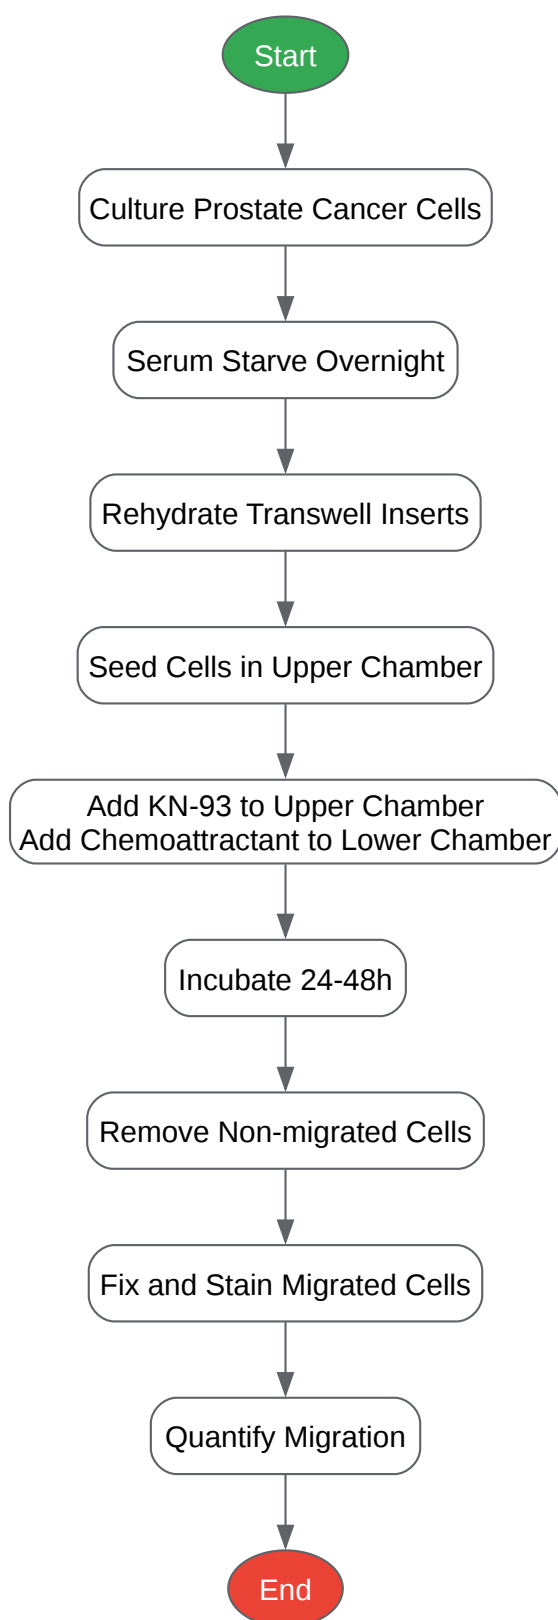 Start
Culture Prostate Cancer Cells
Serum Starve Overnight
Rehydrate Transwell Inserts
Seed Cells in Upper Chamber
Add KN-93 to Upper Chamber
Add Chemoattractant to Lower Chamber
Incubate 24-48h
Remove Non-migrated Cells
Fix and Stain Migrated Cells
Quantify Migration
End